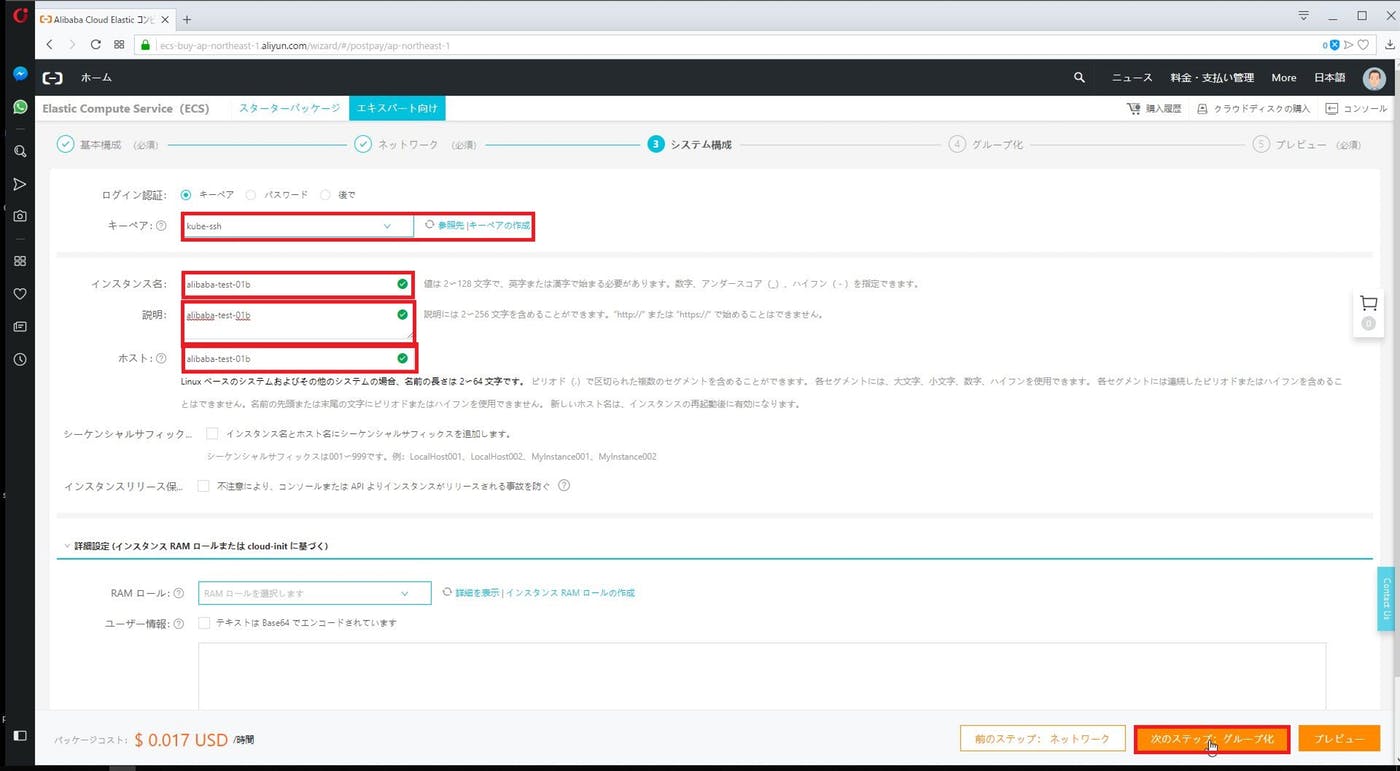 Alibaba Cloud Elastic コンピ
ecs-buy-ap-northeast-1.aliyun.com/wizard/#/postpay/ap-northeast-1
0
ホーム
ニュース 料金・支払い管理 More 日本語
Elastic Compute Service (ECS) スターターパッケージ エキスパート向け
購入履歴 クラウドディスクの購入 コンソール
基本構成 (必須) ネットワーク (必須) 3 システム構成 4 グループ化 5 プレビュー (必須)
ログイン認証: キーペア パスワード 後で
キーペア: kube-ssh 参照先 | キーペアの作成
インスタンス名: alibaba-test-01b 値は 2～128 文字で、英字または漢字で始まる必要があります。数字、アンダースコア (_) 、ハイフン (-) を指定できます。
説明: alibaba-test-01b 説明には 2～256 文字を含めることができます。"http://" または "https://" で始めることはできません。
ホスト: alibaba-test-01b
Linux ベースのシステムおよびその他のシステムの場合、名前の長さは 2～64 文字です。 ピリオド (.) で区切られた複数のセグメントを含めることができます。 各セグメントには、大文字、小文字、数字、ハイフンを使用できます。 各セグメントには連続したピリオドまたはハイフンを含めるこ
とはできません。名前の先頭または末尾の文字にピリオドまたはハイフンを使用できません。 新しいホスト名は、インスタンスの再起動後に有効になります。
シーケンシャルサフィック... インスタンス名とホスト名にシーケンシャルサフィックスを追加します。
シーケンシャルサフィックスは001～999です。例: LocalHost001、LocalHost002、MyInstance001、MyInstance002
インスタンスリリース保... 不注意により、コンソールまたは API よりインスタンスがリリースされる事故を防ぐ
詳細設定 (インスタンス RAM ロールまたは cloud-init に基づく)
RAM ロール: RAM ロールを選択します 詳細を表示 | インスタンス RAM ロールの作成
ユーザー情報: テキストは Base64 でエンコードされています
0
Contact Us
パッケージコスト: $ 0.017 USD /時間
前のステップ: ネットワーク 次のステップ: グループ化 プレビュー